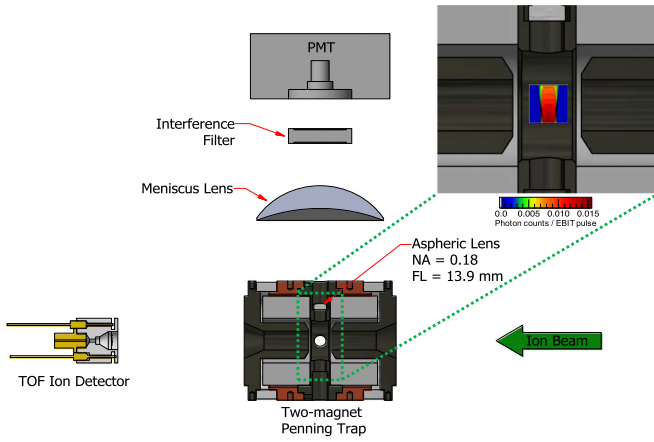 PMT
Interference
Filter
Meniscus Lens
0.0 0.005 0.010 0.015
Photon counts / EBIT pulse
Aspheric Lens
NA = 0.18
FL = 13.9 mm
Ion Beam
TOF Ion Detector
Two-magnet
Penning Trap